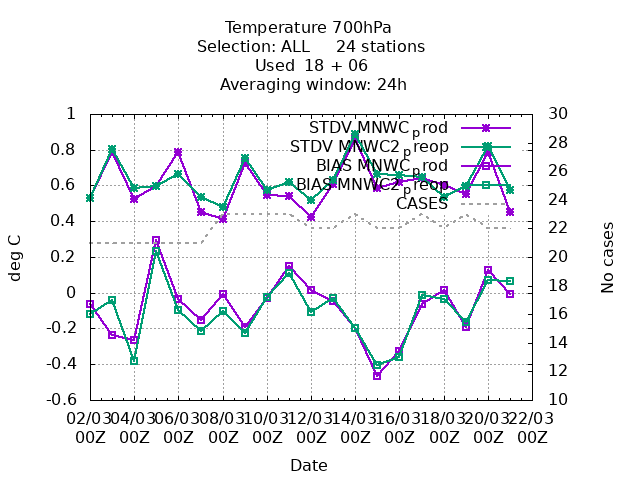 Temperature 700hPa
Selection: ALL     24 stations
Used  18 + 06
Averaging window: 24h
STDV MNWCprod
STDV MNWC2preop
BIAS MNWCprod
BIAS MNWC2preop
CASES
1
0.8
0.6
0.4
0.2
0
-0.2
-0.4
-0.6
deg C
30
28
26
24
22
20
18
16
14
12
10
No cases
02/03 04/03 06/03 08/03 10/03 12/03 14/03 16/03 18/03 20/03 22/03
00Z 00Z 00Z 00Z 00Z 00Z 00Z 00Z 00Z 00Z 00Z
Date